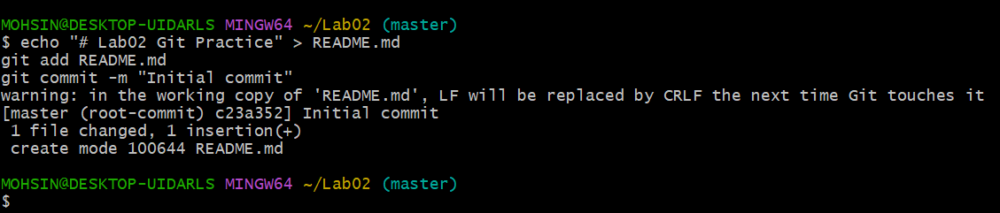 MOHSIN@DESKTOP-UIDARLS MINGW64 ~/Lab02 (master)
$ echo "# Lab02 Git Practice" > README.md
git add README.md
git commit -m "Initial commit"
warning: in the working copy of 'README.md', LF will be replaced by CRLF the next time Git touches it
[master (root-commit) c23a352] Initial commit
 1 file changed, 1 insertion(+)
 create mode 100644 README.md
MOHSIN@DESKTOP-UIDARLS MINGW64 ~/Lab02 (master)
$